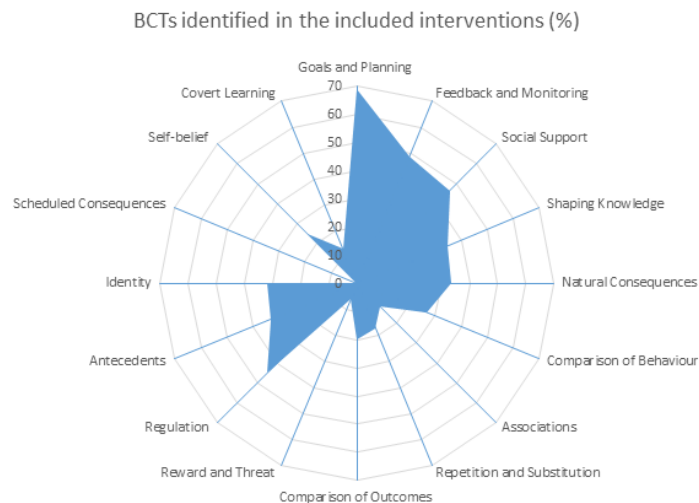 BCTs identified in the included interventions (%)
Goals and Planning
Feedback and Monitoring
Social Support
Shaping Knowledge
Natural Consequences
Comparison of Behaviour
Associations
Repetition and Substitution
Comparison of Outcomes
Reward and Threat
Regulation
Antecedents
Identity
Scheduled Consequences
Self-belief
Covert Learning
70
60
50
40
30
20
10
0